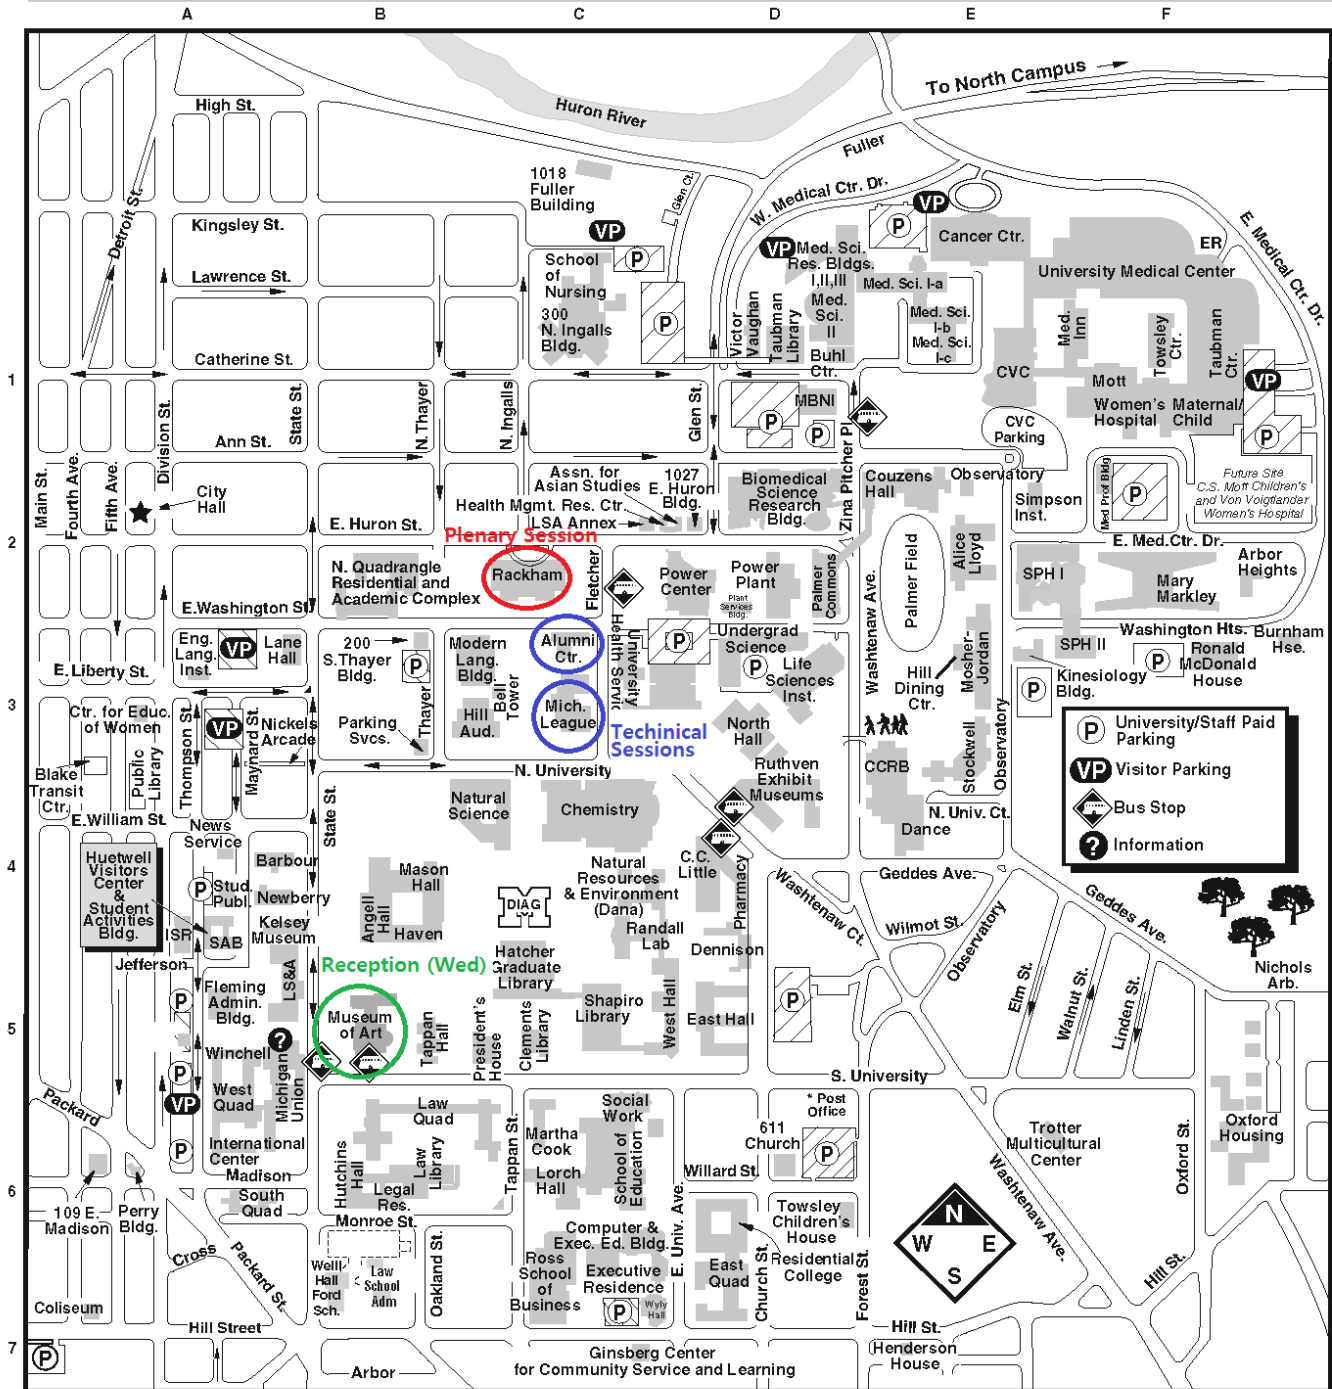 A
B
C
D
E
F
To North Campus
High St.
Huron River
Fuller
1018
Fuller
Building
Glen Ct.
W. Medical Ctr. Dr.
Detroit St.
Kingsley St.
VP
VP
VP
P
P
Cancer Ctr.
ER
E. Medical Ctr. Dr.
Lawrence St.
School
of
Nursing
300
N. Ingalls
Bldg.
P
Med. Sci.
Res. Bldgs.
I,II,III
Med. Sci. I-a
University Medical Center
Victor
Vaughan
Taubman
Library
Med.
Sci.
II
Med. Sci.
I-b
Med. Sci.
I-c
Med.
Inn
Towsley
Ctr.
Taubman
Ctr.
Catherine St.
Buhl
Ctr.
1
CVC
Mott
VP
State St.
N. Thayer
N. Ingalls
Glen St.
MBNI
P
P
Women's
Hospital
Maternal/
Child
P
Division St.
Ann St.
Zina Pitcher Pl.
CVC
Parking
Main St.
Fourth Ave.
Fifth Ave.
City
Hall
Assn. for
Asian Studies
Health Mgmt. Res. Ctr.
LSA Annex
1027
E. Huron
Bldg.
Biomedical
Science
Research
Bldg.
Couzens
Hall
Observatory
Simpson
Inst.
Med Prof Bldg
P
Future Site
C.S. Mott Children's
and Von Voigtlander
Women's Hospital
E. Huron St.
2
Plenary Session
Rackham
Fletcher
N. Quadrangle
Residential and
Academic Complex
Power
Center
Power
Plant
Plant
Services
Bldg.
Palmer
Commons
Washtenaw Ave.
Palmer Field
Alice
Lloyd
E. Med.Ctr. Dr.
SPH I
Mary
Markley
Arbor
Heights
E.Washington St.
Eng.
Lang.
Inst.
VP
Lane
Hall
200
S.Thayer
Bldg.
P
Modern
Lang.
Bldg.
Alumni
Ctr.
University
Health Servic
P
Undergrad
Science
P
Life
Sciences
Inst.
Hill
Dining
Ctr.
Mosher-
Jordan
SPH II
Washington Hts.
P
Ronald
McDonald
House
Burnham
Hse.
Kinesiology
Bldg.
P
E. Liberty St.
3
Ctr. for Educ.
of Women
Thompson St.
VP
Maynard St.
Nickels
Arcade
Parking
Svcs.
Thayer
Hill
Aud.
Bell
Tower
Mich.
League
Techinical
Sessions
North
Hall
Stockwell
Observatory
P University/Staff Paid
Parking
VP Visitor Parking
Bus Stop
? Information
Blake
Transit
Ctr.
Public
Library
N. University
Ruthven
Exhibit
Museums
CCRB
State St.
E.William St.
News
Service
Natural
Science
Chemistry
N. Univ. Ct.
Dance
4
Huetwell
Visitors
Center
&
Student
Activities
Bldg.
Barbour
P
Stud.
Publ.
Newberry
Mason
Hall
Angell
Hall
Haven
DIAG
Natural
Resources
& Environment
(Dana)
C.C.
Little
Pharmacy
Washtenaw Ct.
Geddes Ave.
Geddes Ave.
ISR
SAB
Kelsey
Museum
Randall
Lab
Dennison
Wilmot St.
Observatory
Jefferson
Reception (Wed)
Hatcher
Graduate
Library
Nichols
Arb.
P
Fleming
Admin.
Bldg.
LS&A
Museum
of Art
Tappan
Hall
President's
House
Clements
Library
Shapiro
Library
West Hall
East Hall
P
Elm St.
Walnut St.
Linden St.
5
?
Winchell
P
West
Quad
Michigan
Union
S. University
VP
Packard
P
International
Center
Law
Quad
Hutchins
Hall
Law
Library
Legal
Res.
Tappan St.
Martha
Cook
Lorch
Hall
Social
Work
School of
Education
611
Church
* Post
Office
P
Trotter
Multicultural
Center
Oxford St.
Oxford
Housing
Madison
Willard St.
6
109 E.
Madison
Perry
Bldg.
South
Quad
Monroe St.
E. Univ. Ave.
Towsley
Children's
House
Washtenaw Ave.
N
W
E
S
Cross
Packard St.
Weill
Hall
Ford
Sch.
Law
School
Adm
Oakland St.
Computer &
Exec. Ed. Bldg.
Ross
School
of
Business
Executive
Residence
P
Wyly
Hall
East
Quad
Church St.
Residential
College
Forest St.
Hill St.
Coliseum
Hill Street
Hill St.
7
P
Arbor
Ginsberg Center
for Community Service and Learning
Henderson
House